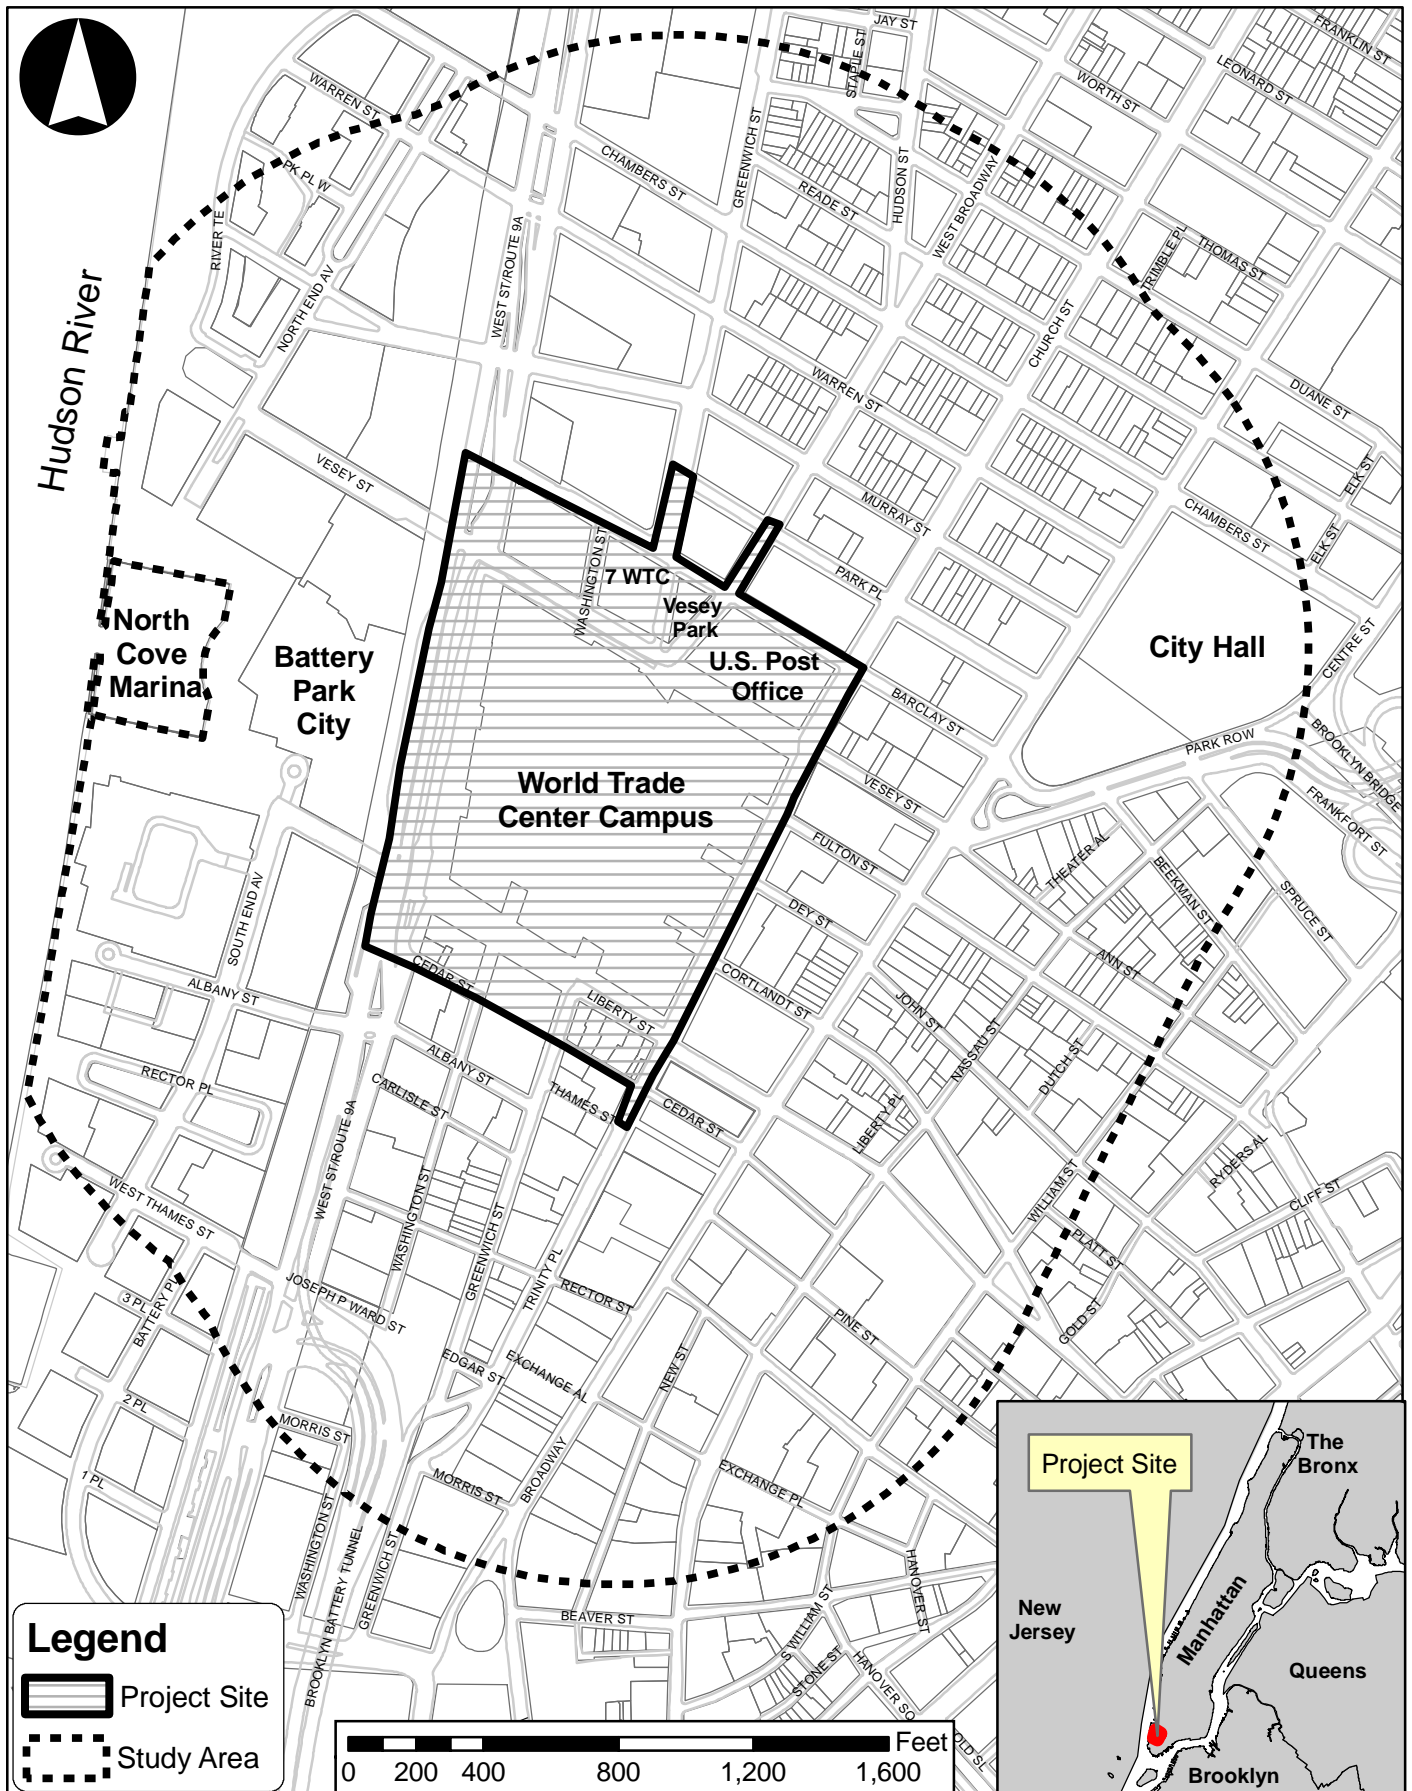 JAY ST
FRANKLIN ST
STAPLE ST
LEONARD ST
WORTH ST
WARREN ST
GREENWICH ST
CHAMBERS ST
HUDSON ST
READE ST
WEST BROADWAY
PK PL W
RIVER TE
WEST ST/ROUTE 9A
TRIMBLE PL
THOMAS ST
NORTH END AV
Hudson River
CHURCH ST
WARREN ST
DUANE ST
VESEY ST
ELK ST
MURRAY ST
CHAMBERS ST
ELK ST
WASHINGTON ST
7 WTC
PARK PL
Vesey
Park
North
Cove
Marina
Battery
Park
City
U.S. Post
Office
City Hall
CENTRE ST
BARCLAY ST
PARK ROW
BROOKLYN BRIDGE
World Trade
Center Campus
VESEY ST
FRANKFORT ST
FULTON ST
THEATER AL
BEEKMAN ST
SPRUCE ST
SOUTH END AV
DEY ST
ANN ST
CEDAR ST
CORTLANDT ST
ALBANY ST
LIBERTY ST
JOHN ST
NASSAU ST
DUTCH ST
ALBANY ST
RECTOR PL
CARLISLE ST
THAMES ST
CEDAR ST
LIBERTY PL
RYDERS AL
WEST ST/ROUTE 9A
WASHINGTON ST
WILLIAM ST
CLIFF ST
WEST THAMES ST
GREENWICH ST
PLATT ST
TRINITY PL
JOSEPH P WARD ST
RECTOR ST
3 PL
BATTERY PL
PINE ST
GOLD ST
EDGAR ST
EXCHANGE AL
NEW ST
2 PL
MORRIS ST
1 PL
MORRIS ST
BROADWAY
EXCHANGE PL
WASHINGTON ST
BROOKLYN BATTERY TUNNEL
GREENWICH ST
HANOVER ST
BEAVER ST
S WILLIAM ST
STONE ST
HANOVER SQ
OLD SL
Project Site
The
Bronx
New
Jersey
Manhattan
Queens
Brooklyn
Legend
Project Site
Study Area
Feet
0 200 400 800 1,200 1,600